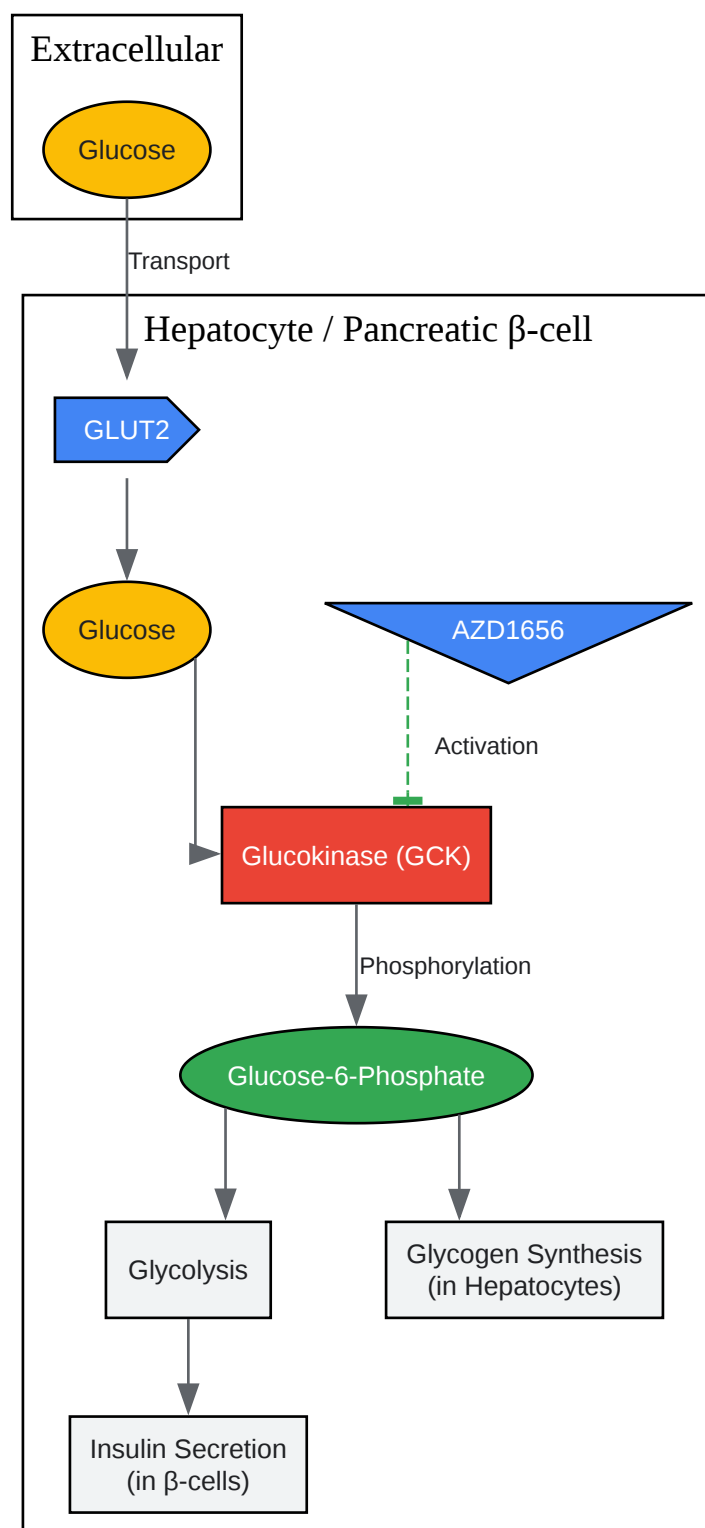 Extracellular
Glucose
Transport
Hepatocyte / Pancreatic β-cell
GLUT2
Glucose
AZD1656
Activation
Glucokinase (GCK)
Phosphorylation
Glucose-6-Phosphate
Glycolysis
Glycogen Synthesis
(in Hepatocytes)
Insulin Secretion
(in β-cells)